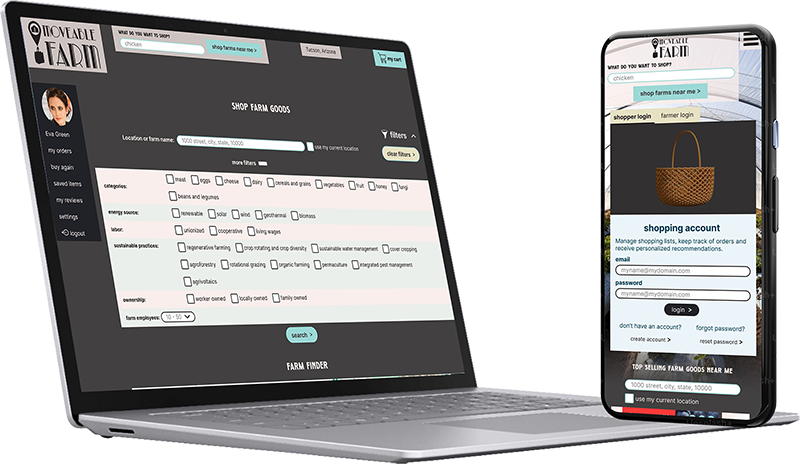 MOVEABLE
FARM
WHAT DO YOU WANT TO SHOP?
chicken
shop farms near me >
Tucson, Arizona
my cart
SHOP FARM GOODS
Eva Green
my orders
buy again
saved items
my reviews
settings
logout
Location or farm name:
1000 street, city, state, 10000
use my current location
filters
clear filters >
more filters
categories:
meat eggs cheese dairy cereals and grains vegetables fruit honey fungi
beans and legumes
energy source:
renewable solar wind geothermal biomass
labor:
unionized cooperative living wages
sustainable practices:
regenerative farming crop rotating and crop diversity sustainable water management cover cropping
agroforestry rotational grazing organic farming permaculture integrated pest management
agrivoltaics
ownership:
worker owned locally owned family owned
farm employees:
10 - 50
search >
FARM FINDER
MOVEABLE
FARM
WHAT DO YOU WANT TO SHOP?
chicken
shop farms near me >
shopper login farmer login
shopping account
Manage shopping lists, keep track of orders and
receive personalized recommendations.
email
myname@mydomain.com
password
myname@mydomain.com
login >
don't have an account? forgot password?
create account > reset password >
TOP SELLING FARM GOODS NEAR ME
1000 street, city, state, 10000
use my current location